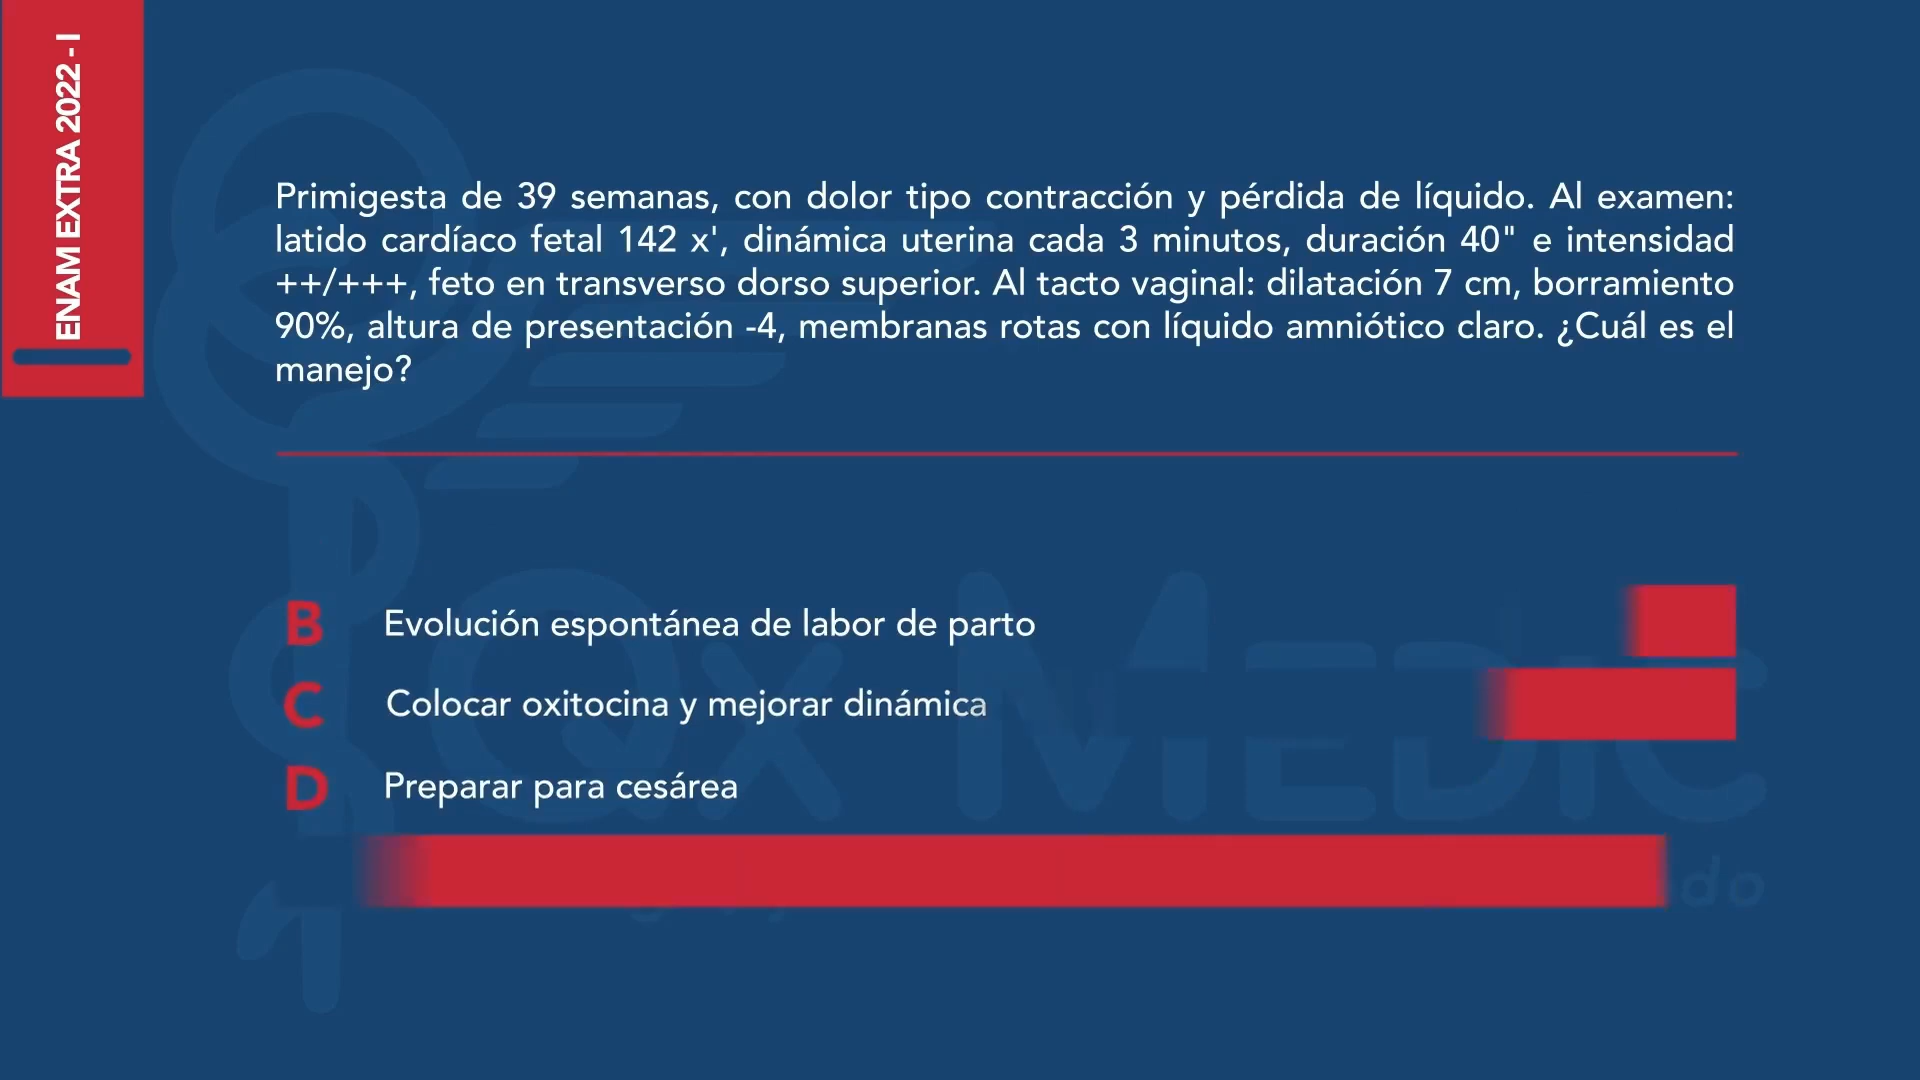 ENAM EXTRA 2022 - I
Primigesta de 39 semanas, con dolor tipo contracción y pérdida de líquido. Al examen:
latido cardíaco fetal 142 x', dinámica uterina cada 3 minutos, duración 40" e intensidad
++/+++, feto en transverso dorso superior. Al tacto vaginal: dilatación 7 cm, borramiento
90%, altura de presentación -4, membranas rotas con líquido amniótico claro. ¿Cuál es el
manejo?
B Evolución espontánea de labor de parto
C Colocar oxitocina y mejorar dinámica
D Preparar para cesárea
QX MEDIC